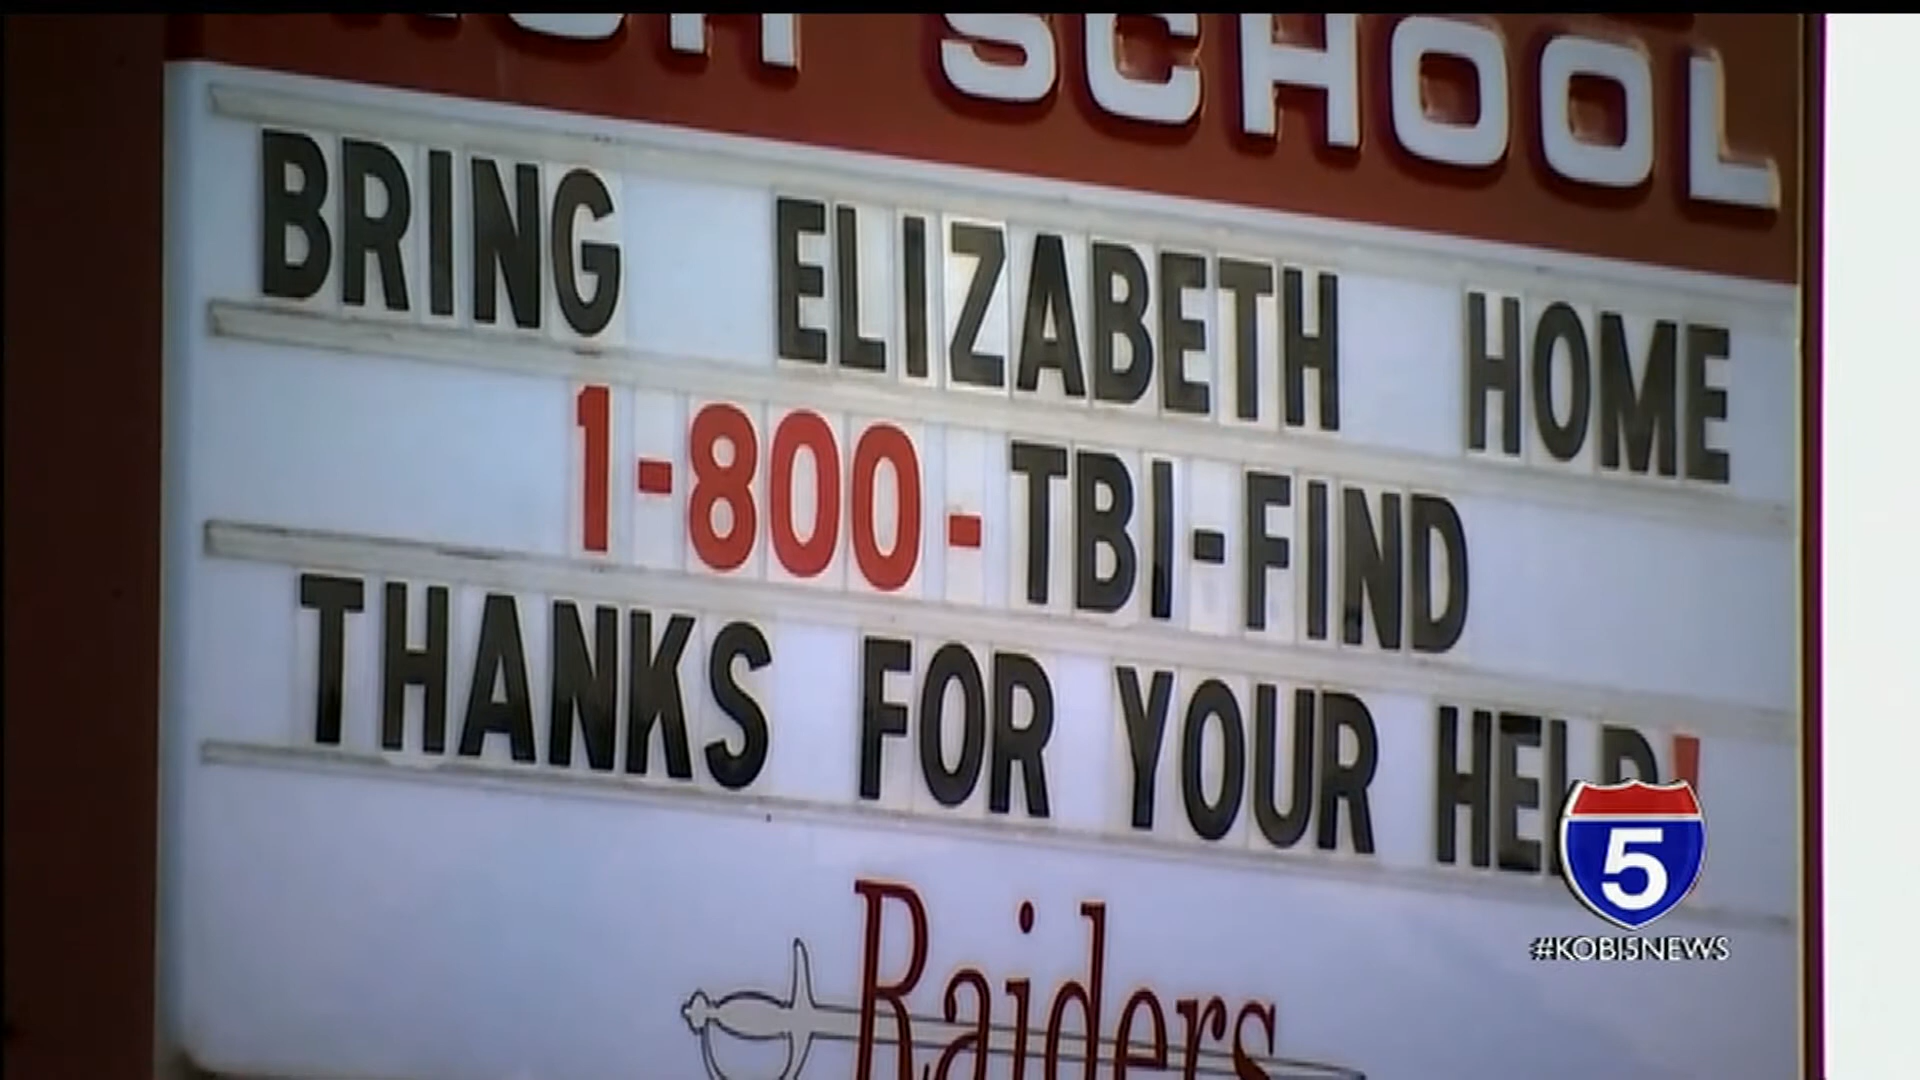 SCHOOL
BRING ELIZABETH HOME
1-800-TBI-FIND
THANKS FOR YOUR HELP!
Raiders
5
#KOBI5NEWS